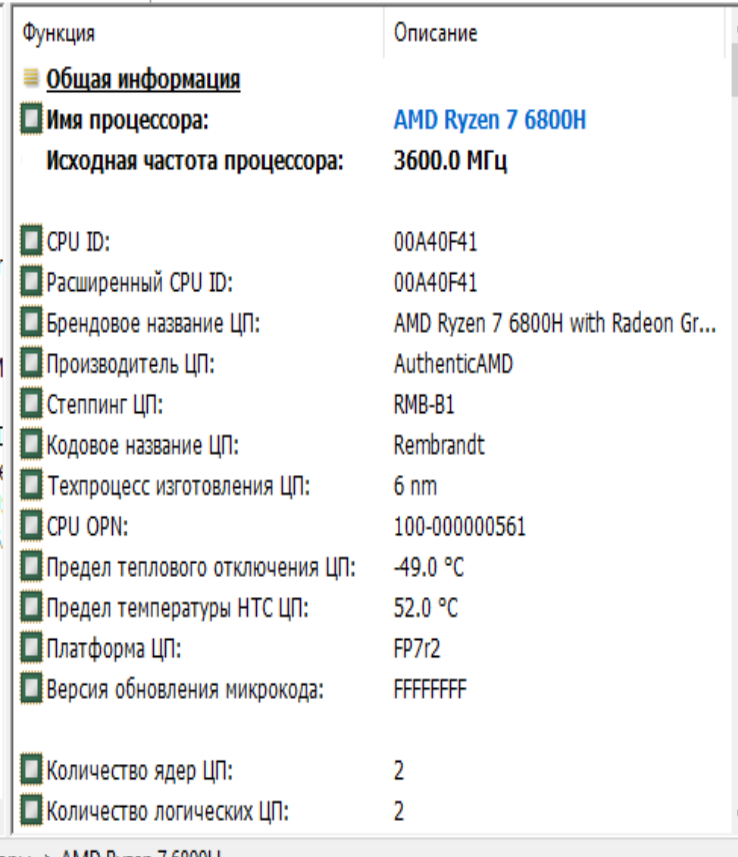 Функция Описание
Общая информация
Имя процессора: AMD Ryzen 7 6800H
Исходная частота процессора: 3600.0 МГц
CPU ID: 00A40F41
Расширенный CPU ID: 00A40F41
Брендовое название ЦП: AMD Ryzen 7 6800H with Radeon Gr...
Производитель ЦП: AuthenticAMD
Степпинг ЦП: RMB-B1
Кодовое название ЦП: Rembrandt
Техпроцесс изготовления ЦП: 6 nm
CPU OPN: 100-000000561
Предел теплового отключения ЦП: -49.0 °C
Предел температуры HTC ЦП: 52.0 °C
Платформа ЦП: FP7r2
Версия обновления микрокода: FFFFFFFF
Количество ядер ЦП: 2
Количество логических ЦП: 2
-> AMD Ryzen 7 6800H